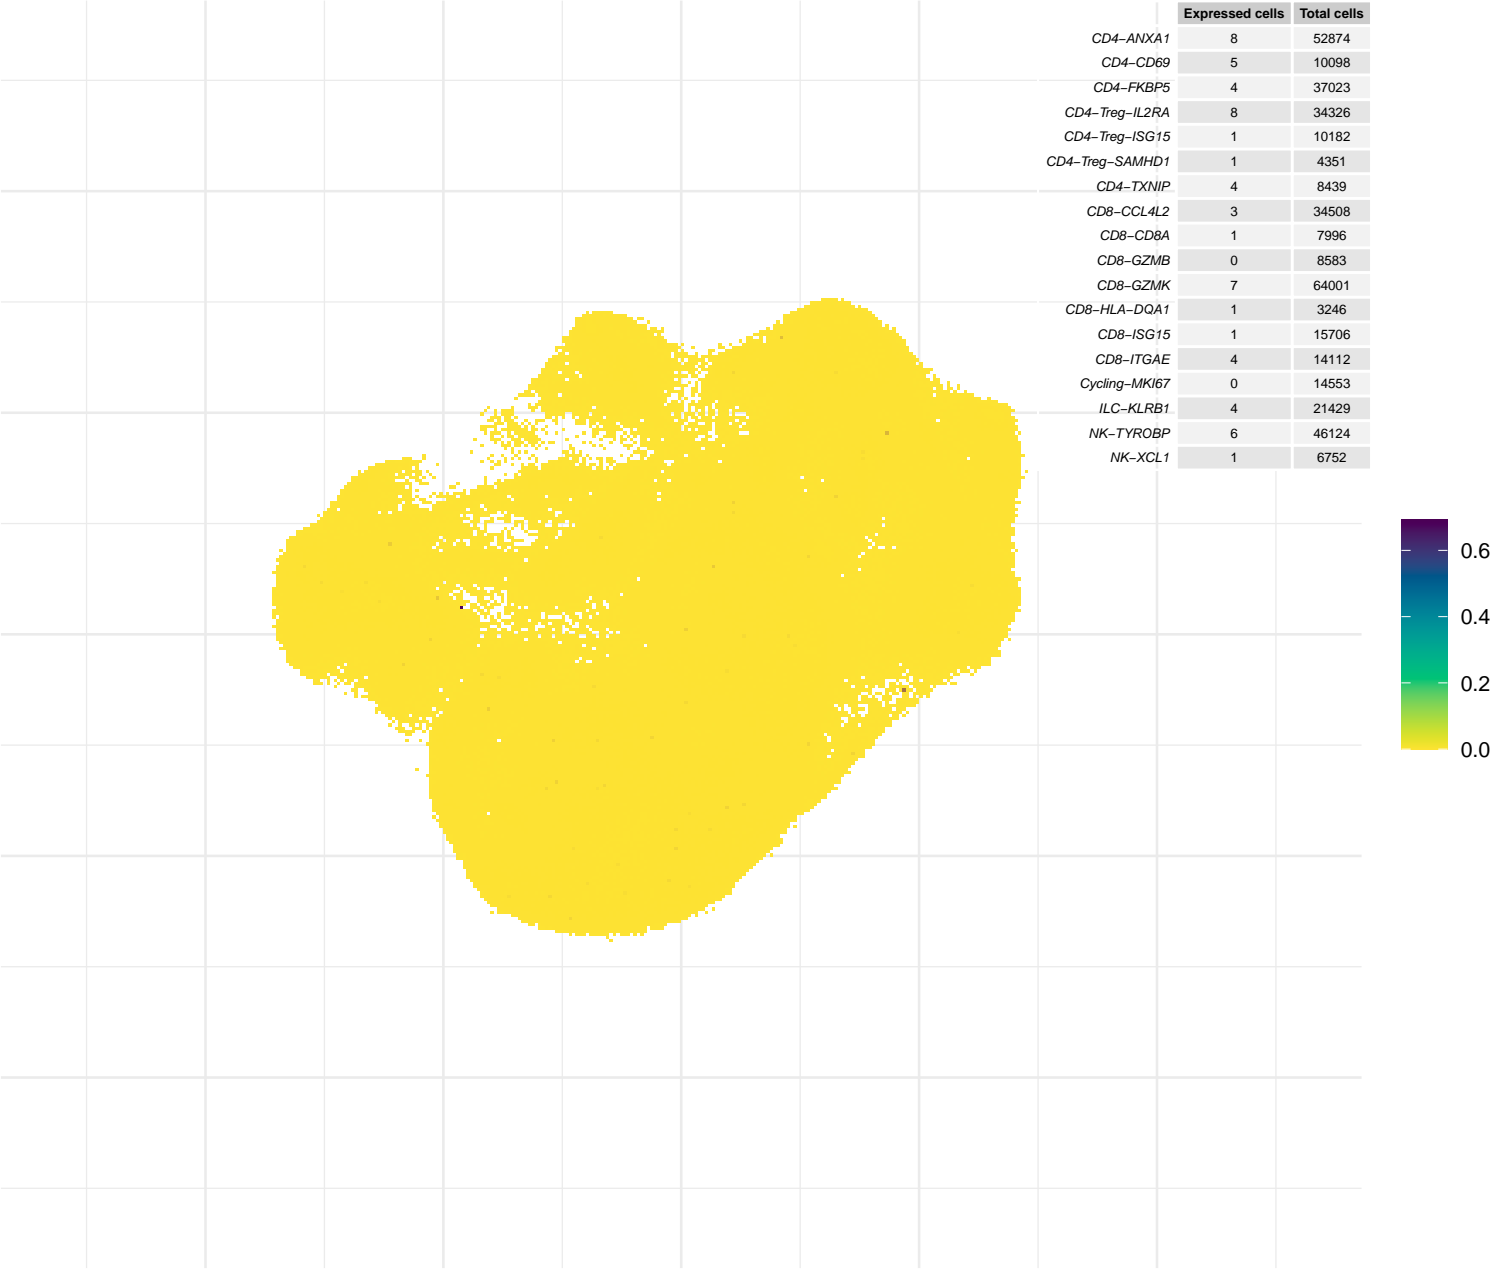 Expressed cells Total cells
CD4−ANXA1 8 52874
CD4−CD69 5 10098
CD4−FKBP5 4 37023
CD4−Treg−IL2RA 8 34326
CD4−Treg−ISG15 1 10182
CD4−Treg−SAMHD1 1 4351
CD4−TXNIP 4 8439
CD8−CCL4L2 3 34508
CD8−CD8A 1 7996
CD8−GZMB 0 8583
CD8−GZMK 7 64001
CD8−HLA−DQA1 1 3246
CD8−ISG15 1 15706
CD8−ITGAE 4 14112
Cycling−MKI67 0 14553
ILC−KLRB1 4 21429
NK−TYROBP 6 46124
NK−XCL1 1 6752
0.6
0.4
0.2
0.0